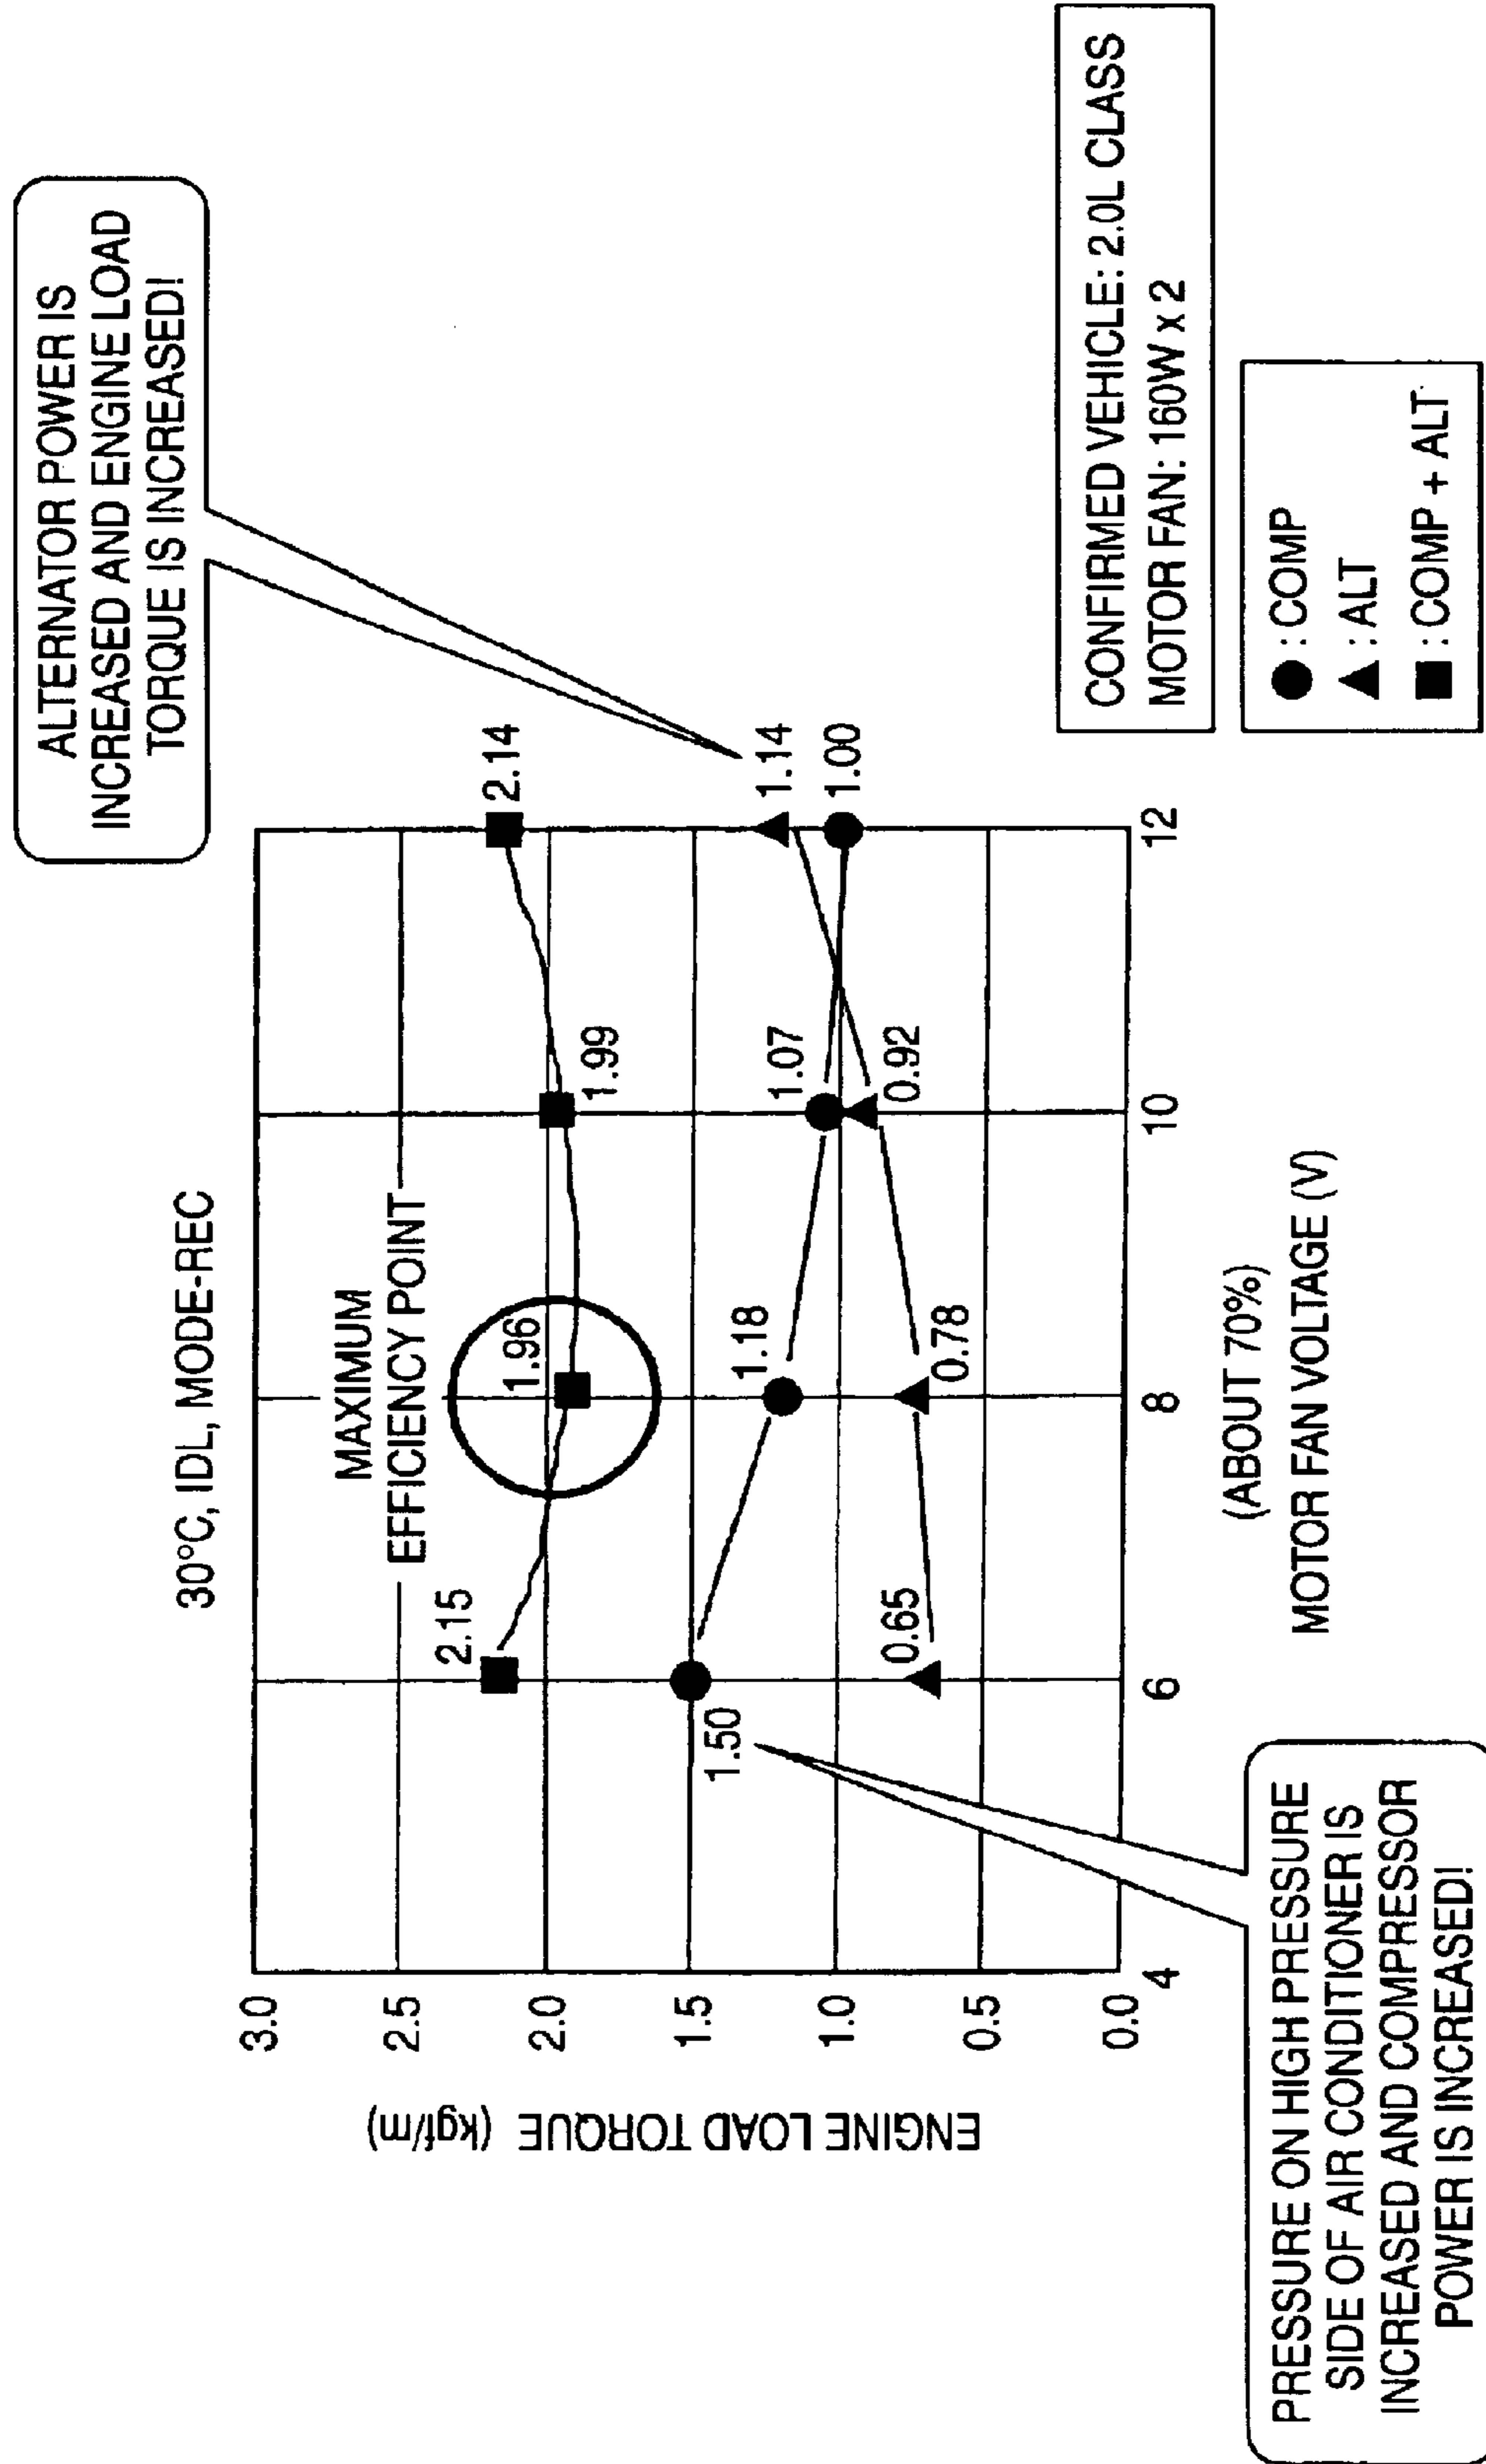 ALTERNATOR POWER IS
INCREASED AND ENGINE LOAD
TORQUE IS INCREASED!
30°C, IDL, MODE-REC
MAXIMUM
EFFICIENCY POINT
3.0
2.5
2.0
1.5
1.0
0.5
0.0
ENGINE LOAD TORQUE (kgf/m)
2.15
1.96
1.99
2.14
1.50
1.18
1.07
1.00
0.65
0.78
0.92
1.14
4
6
8
10
12
(ABOUT 70%)
MOTOR FAN VOLTAGE (V)
PRESSURE ON HIGH PRESSURE
SIDE OF AIR CONDITIONER IS
INCREASED AND COMPRESSOR
POWER IS INCREASED!
CONFIRMED VEHICLE: 2.0L CLASS
MOTOR FAN: 160W x 2
●: COMP
▲: ALT
■: COMP + ALT